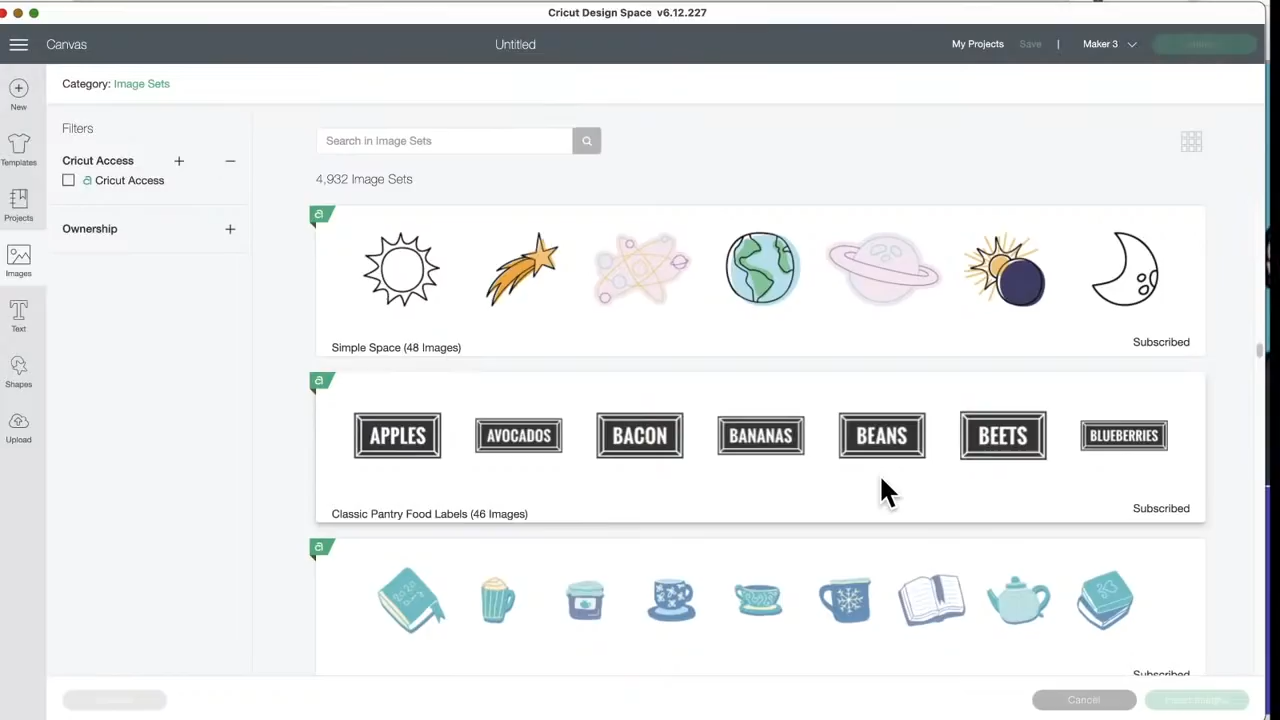 Cricut Design Space v6.12.227
Canvas
Untitled
My Projects
Save
|
Maker 3
New
Templates
Projects
Images
Text
Shapes
Upload
Category: Image Sets
Filters
Cricut Access
Cricut Access
Ownership
Search in Image Sets
4,932 Image Sets
Simple Space (48 Images)
Subscribed
APPLES
AVOCADOS
BACON
BANANAS
BEANS
BEETS
BLUEBERRIES
Classic Pantry Food Labels (46 Images)
Subscribed
Subscribed
Cancel